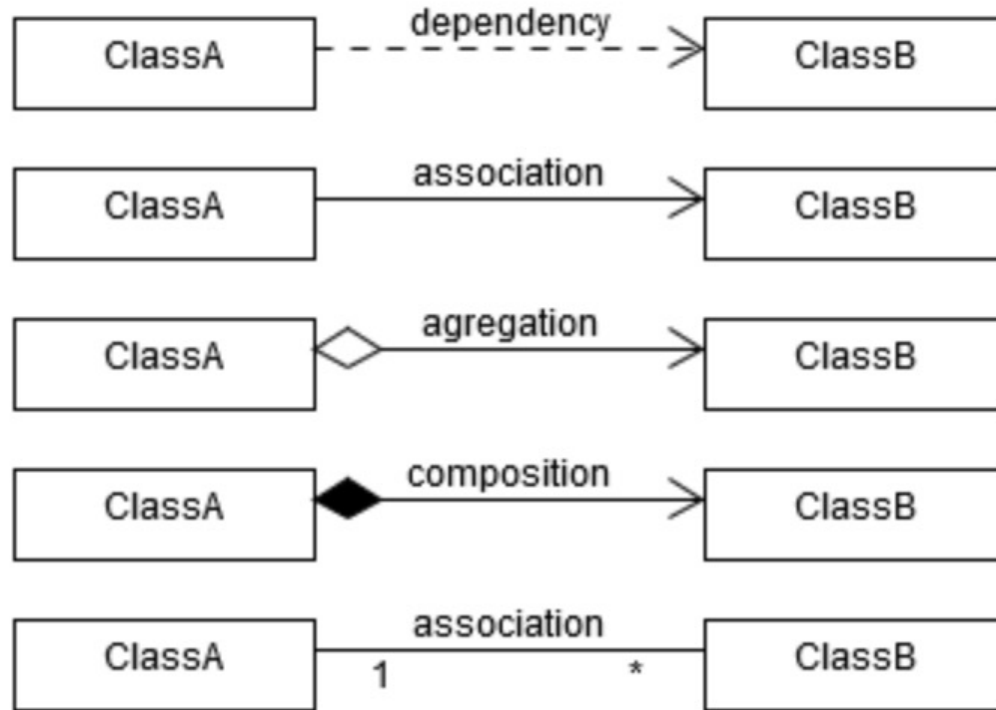 dependency
ClassA ClassB
association
ClassA ClassB
agregation
ClassA ClassB
composition
ClassA ClassB
association
ClassA ClassB
1 *